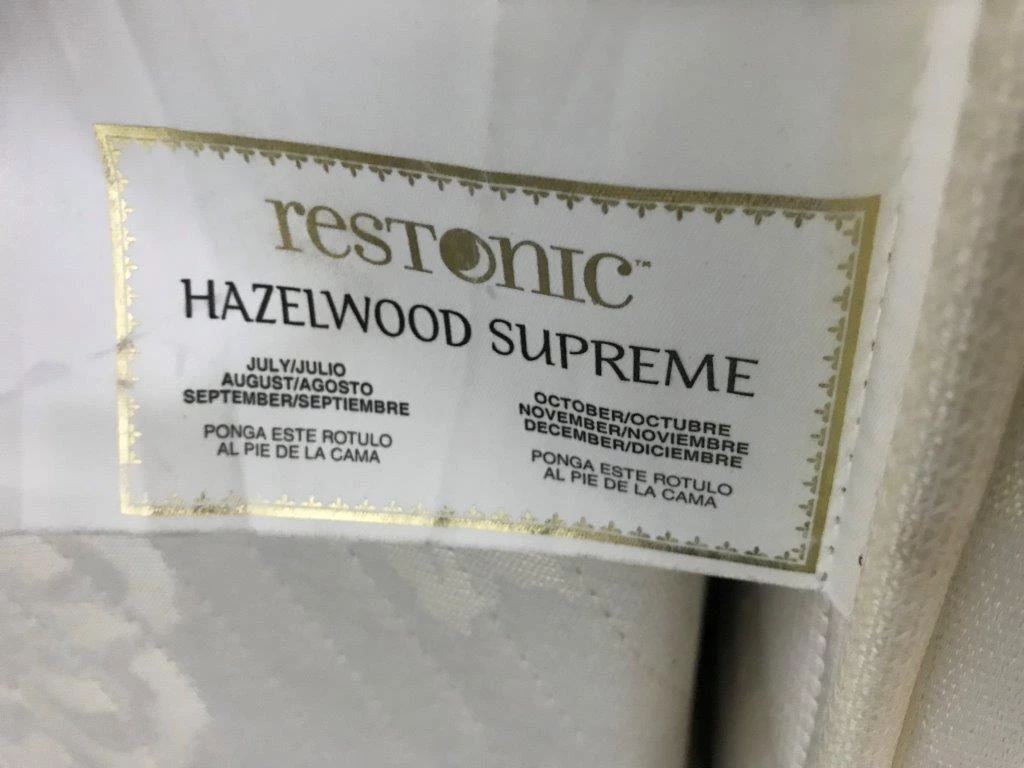 resTonic™
HAZELWOOD SUPREME
JULY/JULIO
AUGUST/AGOSTO
SEPTEMBER/SEPTIEMBRE
PONGA ESTE ROTULO
AL PIE DE LA CAMA
OCTOBER/OCTUBRE
NOVEMBER/NOVIEMBRE
DECEMBER/DICIEMBRE
PONGA ESTE ROTULO
AL PIE DE LA CAMA